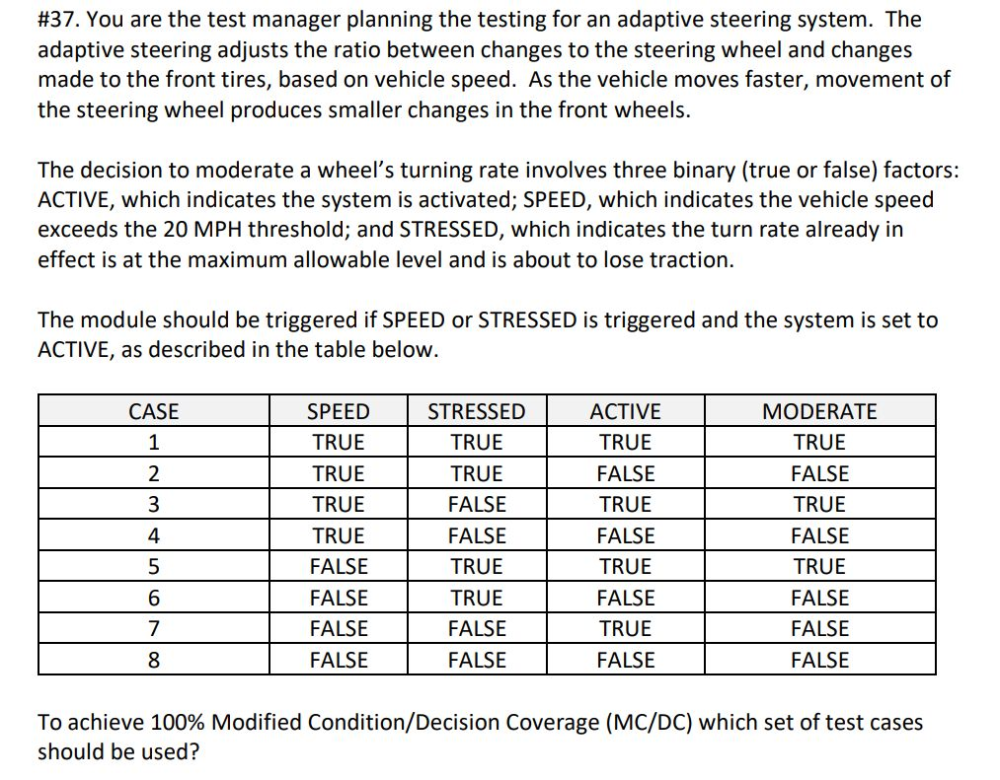 #37. You are the test manager planning the testing for an adaptive steering system.  The
adaptive steering adjusts the ratio between changes to the steering wheel and changes
made to the front tires, based on vehicle speed.  As the vehicle moves faster, movement of
the steering wheel produces smaller changes in the front wheels.
The decision to moderate a wheel’s turning rate involves three binary (true or false) factors:
ACTIVE, which indicates the system is activated; SPEED, which indicates the vehicle speed
exceeds the 20 MPH threshold; and STRESSED, which indicates the turn rate already in
effect is at the maximum allowable level and is about to lose traction.
The module should be triggered if SPEED or STRESSED is triggered and the system is set to
ACTIVE, as described in the table below.
CASE SPEED STRESSED ACTIVE MODERATE
1 TRUE TRUE TRUE TRUE
2 TRUE TRUE FALSE FALSE
3 TRUE FALSE TRUE TRUE
4 TRUE FALSE FALSE FALSE
5 FALSE TRUE TRUE TRUE
6 FALSE TRUE FALSE FALSE
7 FALSE FALSE TRUE FALSE
8 FALSE FALSE FALSE FALSE
To achieve 100% Modified Condition/Decision Coverage (MC/DC) which set of test cases
should be used?